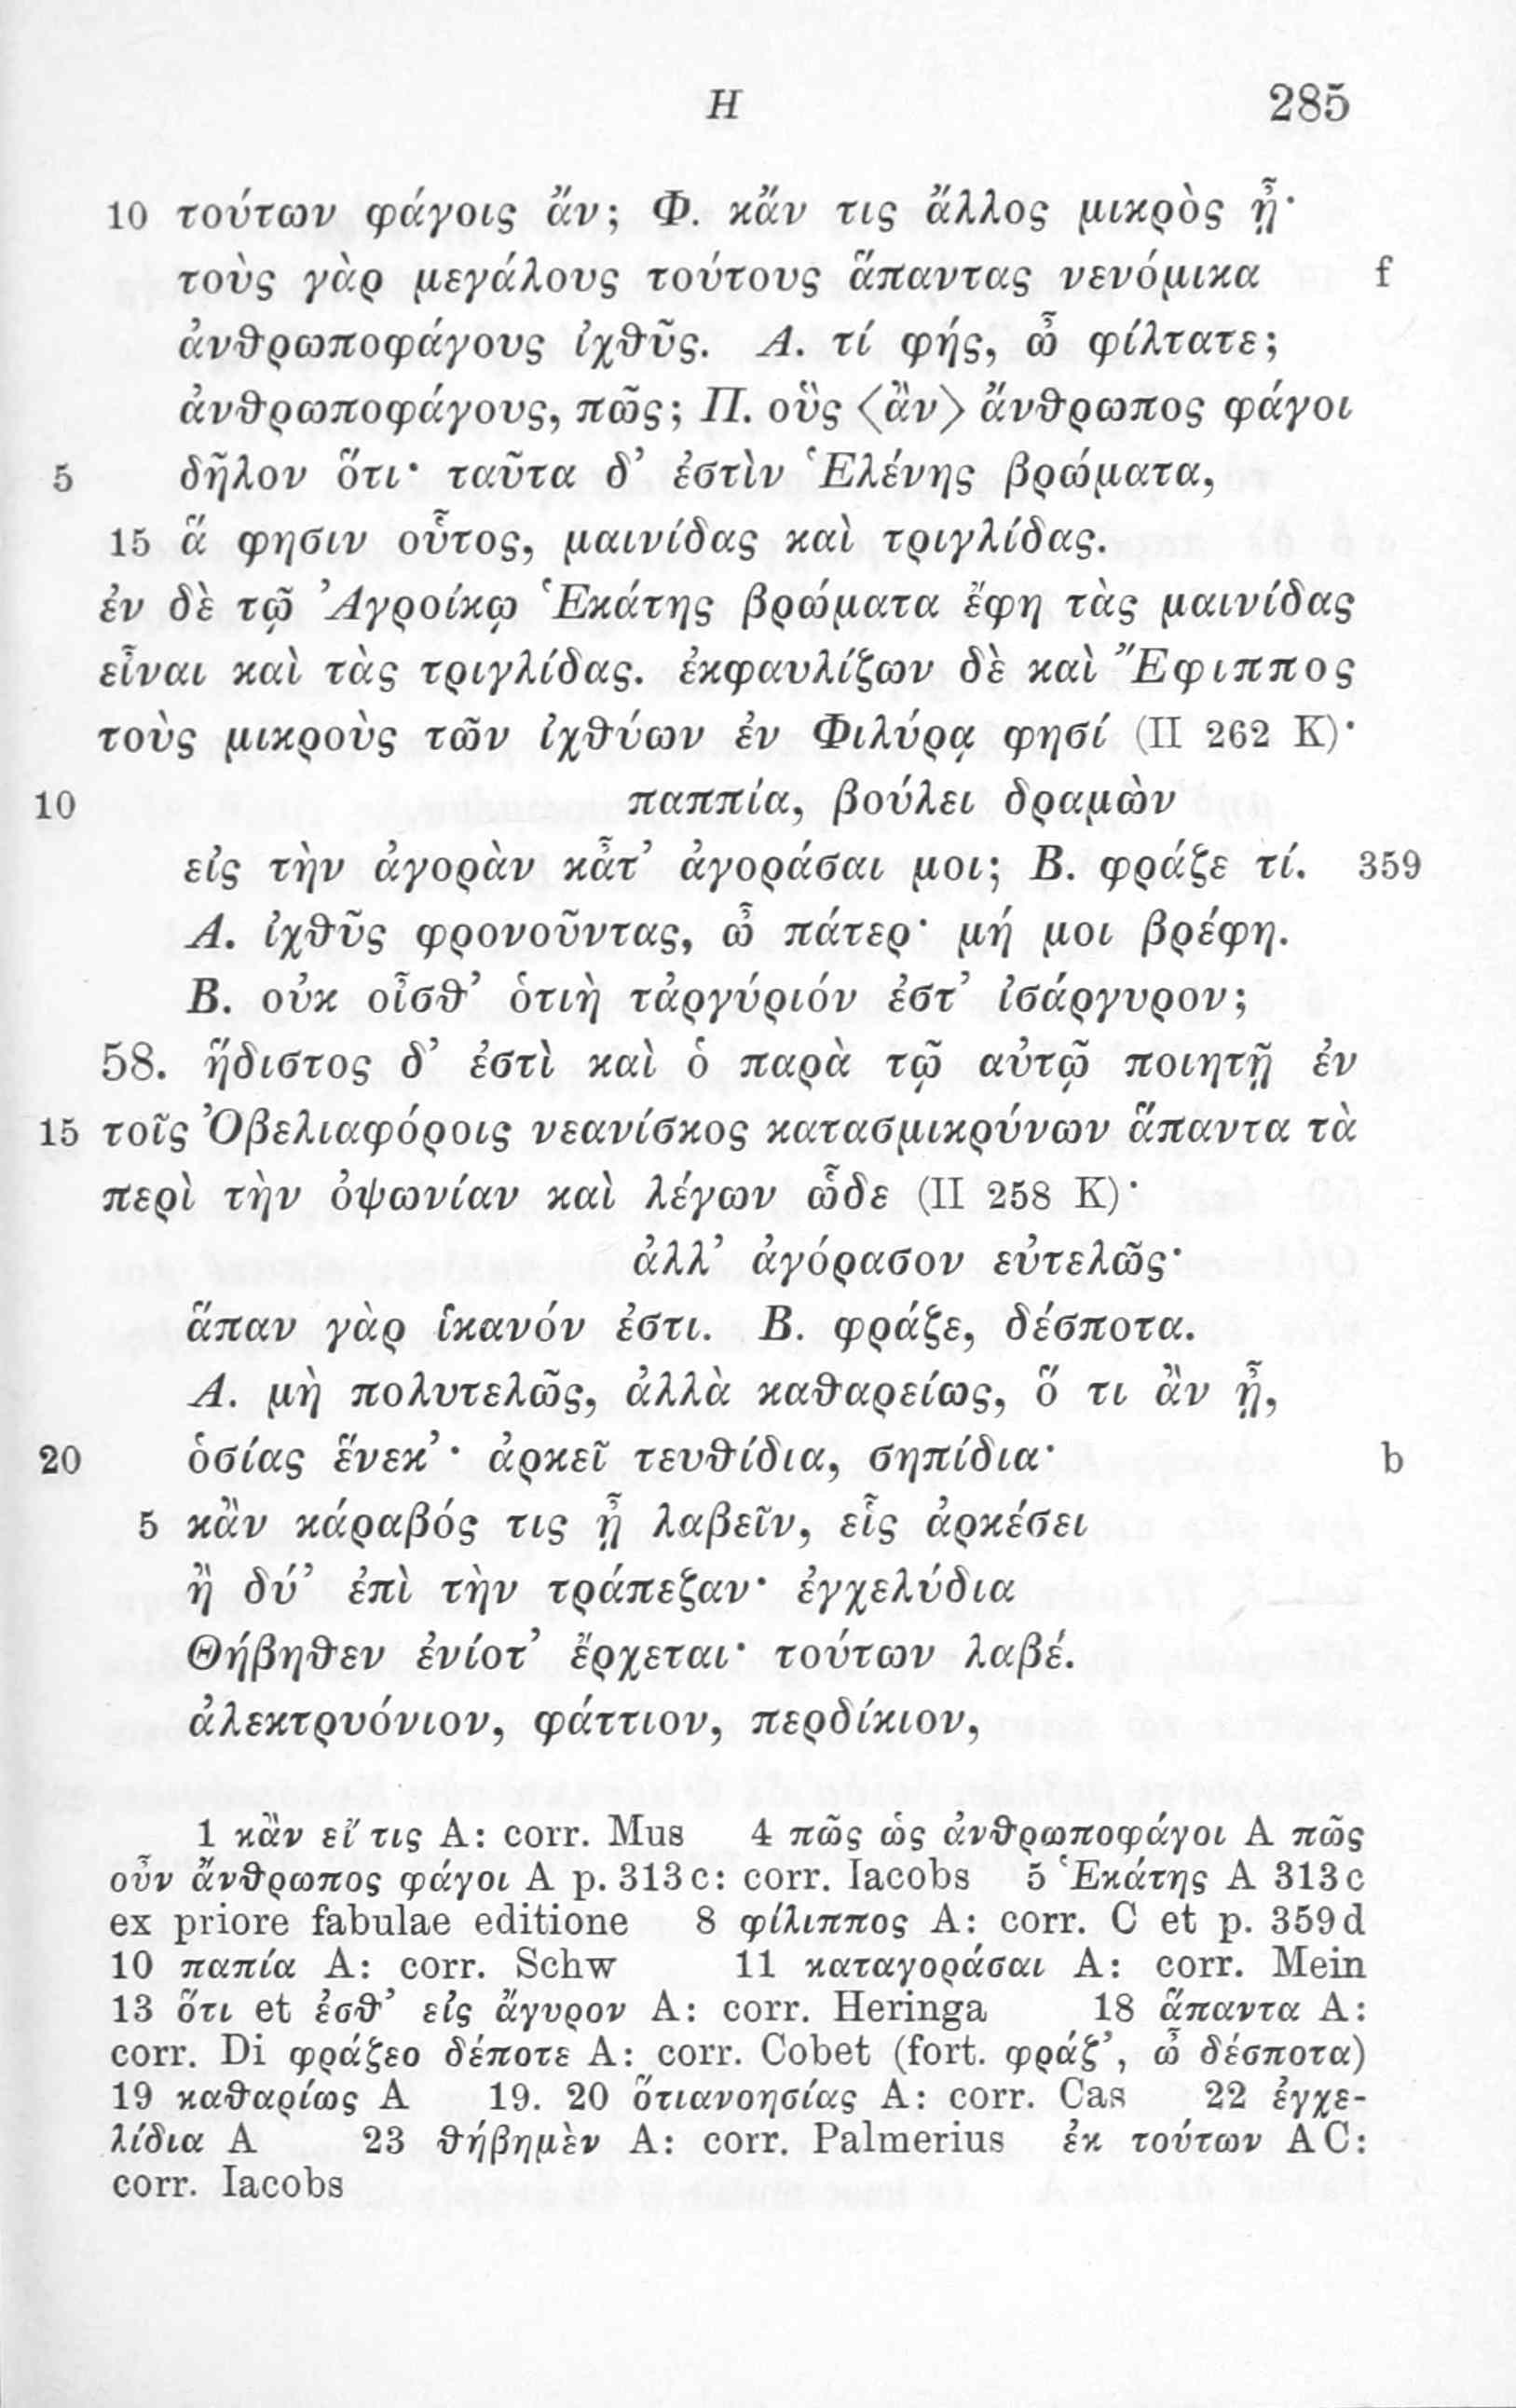 H 285
10 τούτων φάγοις ἄν; Φ. κἄν τις ἄλλος μικρὸς ᾖ·
τοὺς γὰρ μεγάλους τούτους ἅπαντας νενόμικα f
ἀνθρωποφάγους ἰχθῦς. Α. τί φής, ὦ φίλτατε;
ἀνθρωποφάγους, πῶς; Π. οὓς ⟨ἂν⟩ ἄνθρωπος φάγοι
5 δῆλον ὅτι· ταῦτα δ’ ἐστὶν Ἑλένης βρώματα,
15 ἅ φησιν οὗτος, μαινίδας καὶ τριγλίδας.
ἐν δὲ τῷ Ἀγροίκῳ Ἑκάτης βρώματα ἔφη τὰς μαινίδας
εἶναι καὶ τὰς τριγλίδας. ἐκφαυλίζων δὲ καὶ Ἔφιππος
τοὺς μικροὺς τῶν ἰχθύων ἐν Φιλύρᾳ φησί (II 262 K)·
10 παππία, βούλει δραμὼν
εἰς τὴν ἀγορὰν κᾆτ’ ἀγοράσαι μοι; Β. φράζε τί. 359
Α. ἰχθῦς φρονοῦντας, ὦ πάτερ· μή μοι βρέφη.
Β. οὐκ οἶσθ’ ὁτιὴ τἀργύριόν ἐστ’ ἰσάργυρον;
58. ἥδιστος δ’ ἐστὶ καὶ ὁ παρὰ τῷ αὐτῷ ποιητῇ ἐν
15 τοῖς Ὀβελιαφόροις νεανίσκος κατασμικρύνων ἅπαντα τὰ
περὶ τὴν ὀψωνίαν καὶ λέγων ὧδε (II 258 K)·
ἀλλ’ ἀγόρασον εὐτελῶς·
ἅπαν γὰρ ἱκανόν ἐστι. Β. φράζε, δέσποτα.
Α. μὴ πολυτελῶς, ἀλλὰ καθαρείως, ὅ τι ἂν ᾖ,
20 ὁσίας ἕνεκ’· ἀρκεῖ τευθίδια, σηπίδια· b
5 κἂν κάραβός τις ᾖ λαβεῖν, εἷς ἀρκέσει
ἢ δύ’ ἐπὶ τὴν τράπεζαν· ἐγχελύδια
Θήβηθεν ἐνίοτ’ ἔρχεται· τούτων λαβέ.
ἀλεκτρυόνιον, φάττιον, περδίκιον,
1 κἂν εἴ τις A: corr. Mus 4 πῶς ὡς ἀνθρωποφάγοι A πῶς
οὖν ἄνθρωπος φάγοι A p. 313c: corr. Iacobs 5 Ἑκάτης A 313c
ex priore fabulae editione 8 φίλιππος A: corr. C et p. 359d
10 παπία A: corr. Schw 11 καταγοράσαι A: corr. Mein
13 ὅτι et ἐσθ’ εἰς ἄγυρον A: corr. Heringa 18 ἅπαντα A:
corr. Di φράζεο δέποτε A: corr. Cobet (fort. φράζ’, ὦ δέσποτα)
19 καθαρίως A 19. 20 ὅτιανοησίας A: corr. Cas 22 ἐγχε-
λίδια A 23 θήβημὲν A: corr. Palmerius ἐκ τούτων AC:
corr. Iacobs